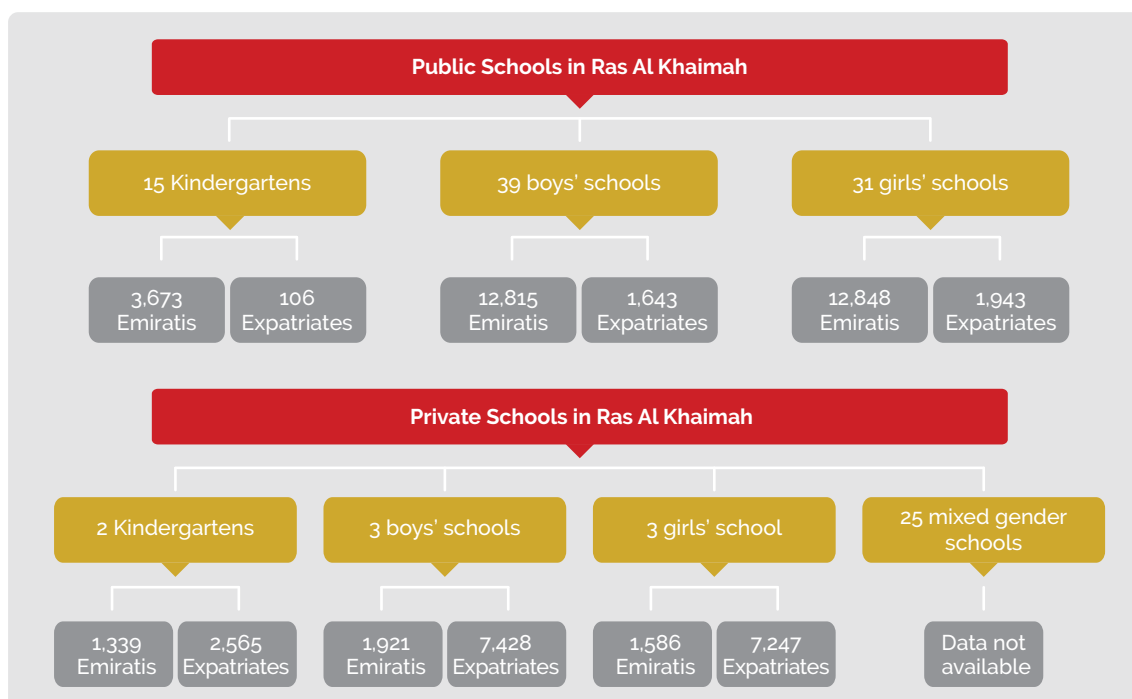 Public Schools in Ras Al Khaimah
15 Kindergartens
39 boys’ schools
31 girls’ schools
3,673
Emiratis
106
Expatriates
12,815
Emiratis
1,643
Expatriates
12,848
Emiratis
1,943
Expatriates
Private Schools in Ras Al Khaimah
2 Kindergartens
3 boys’ schools
3 girls’ school
25 mixed gender
schools
1,339
Emiratis
2,565
Expatriates
1,921
Emiratis
7,428
Expatriates
1,586
Emiratis
7,247
Expatriates
Data not
available